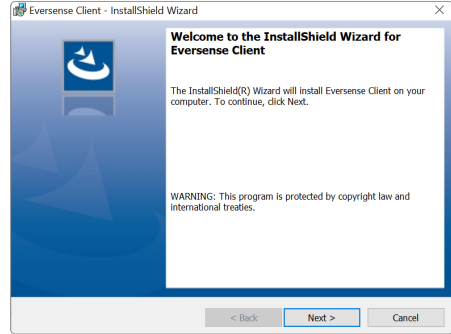 Eversense Client - InstallShield Wizard
Welcome to the InstallShield Wizard for
Eversense Client
The InstallShield(R) Wizard will install Eversense Client on your
computer. To continue, click Next.
WARNING: This program is protected by copyright law and
international treaties.
< Back Next > Cancel